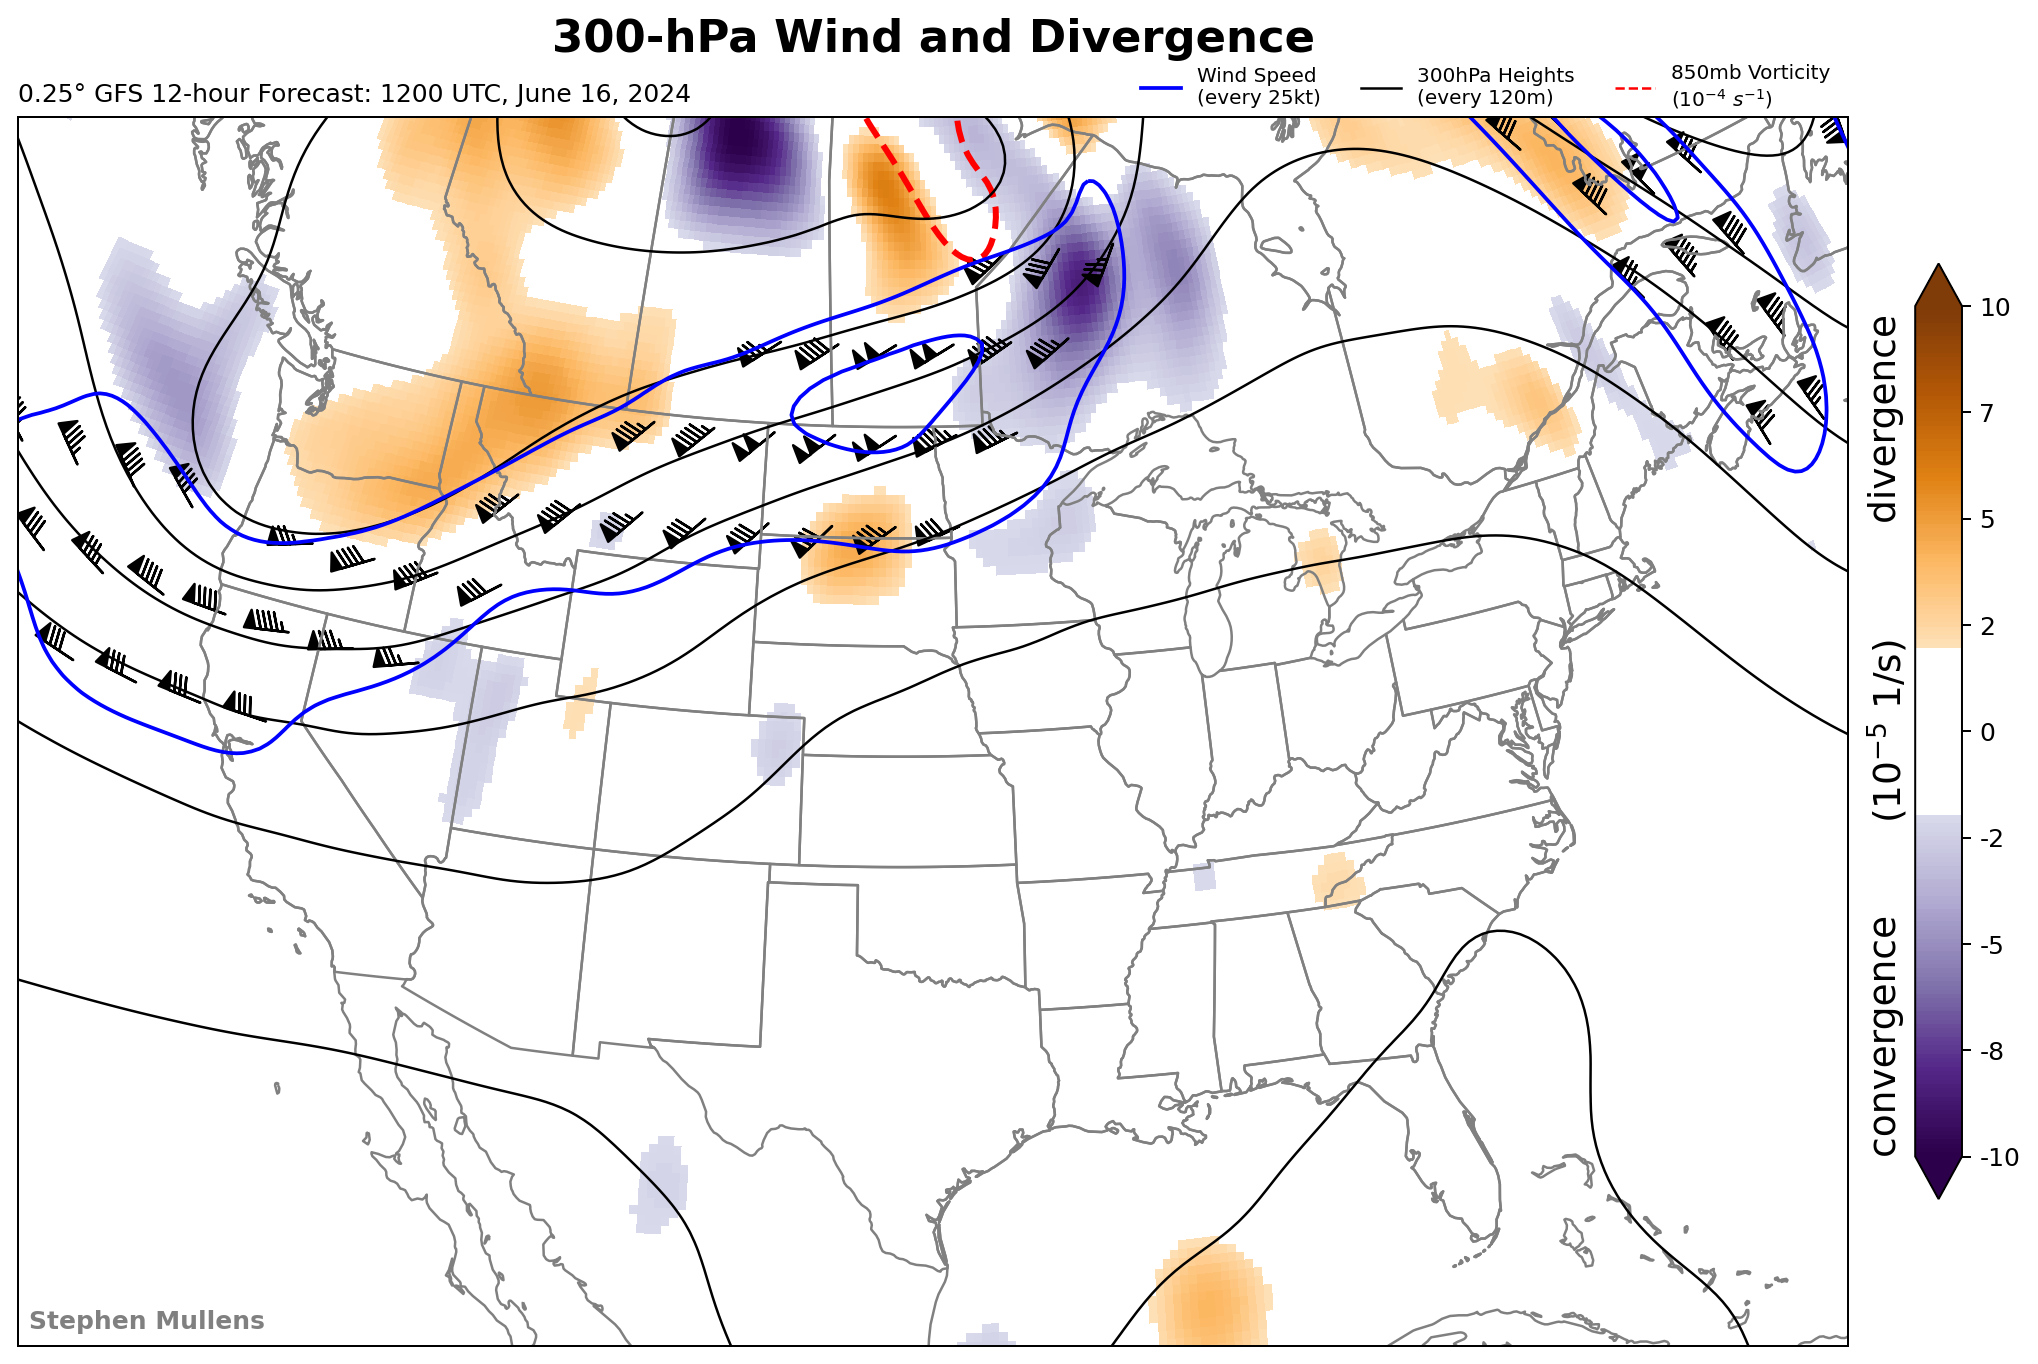 300-hPa Wind and Divergence
0.25° GFS 12-hour Forecast: 1200 UTC, June 16, 2024
Wind Speed
(every 25kt)
300hPa Heights
(every 120m)
850mb Vorticity
(10⁻⁴ s⁻¹)
10
7
5
2
0
-2
-5
-8
-10
convergence (10⁻⁵ 1/s) divergence
Stephen Mullens